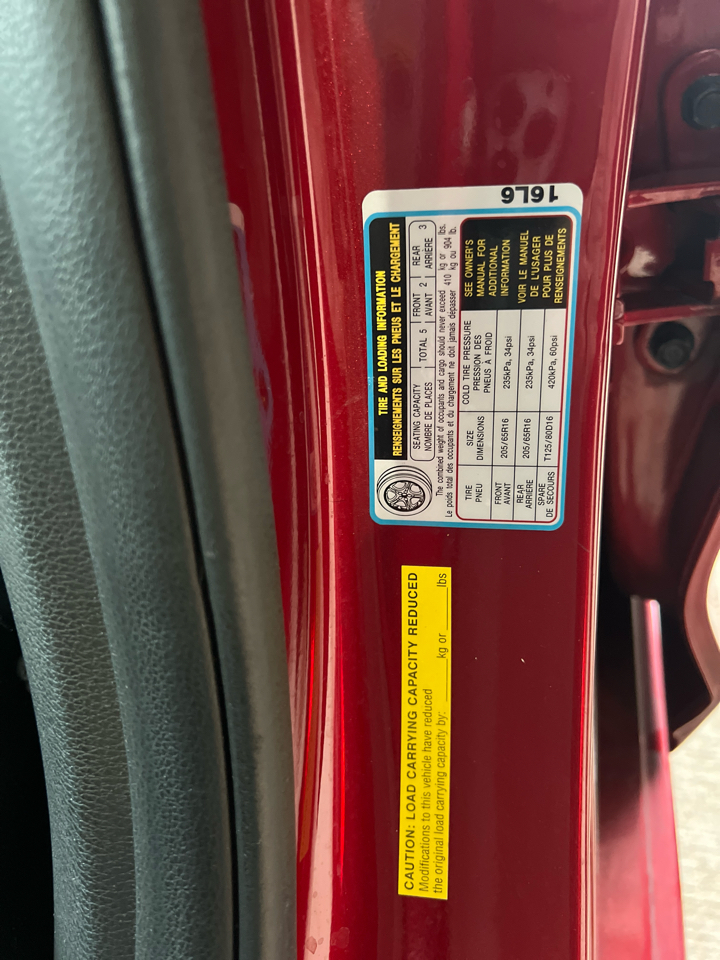 16L6
TIRE AND LOADING INFORMATION
RENSEIGNEMENTS SUR LES PNEUS ET LE CHARGEMENT
SEATING CAPACITY
NOMBRE DE PLACES
TOTAL 5
FRONT
AVANT
2
REAR
ARRIÈRE
3
The combined weight of occupants and cargo should never exceed 410 kg or 904 lbs.
Le poids total des occupants et du chargement ne doit jamais dépasser 410 kg ou 904 lb.
TIRE
PNEU
SIZE
DIMENSIONS
COLD TIRE PRESSURE
PRESSION DES
PNEUS À FROID
FRONT
AVANT
205/65R16
235kPa, 34psi
REAR
ARRIÈRE
205/65R16
235kPa, 34psi
SPARE
DE SECOURS
T125/80D16
420kPa, 60psi
SEE OWNER'S
MANUAL FOR
ADDITIONAL
INFORMATION
VOIR LE MANUEL
DE L'USAGER
POUR PLUS DE
RENSEIGNEMENTS
CAUTION: LOAD CARRYING CAPACITY REDUCED
Modifications to this vehicle have reduced
the original load carrying capacity by: ______kg or ______lbs